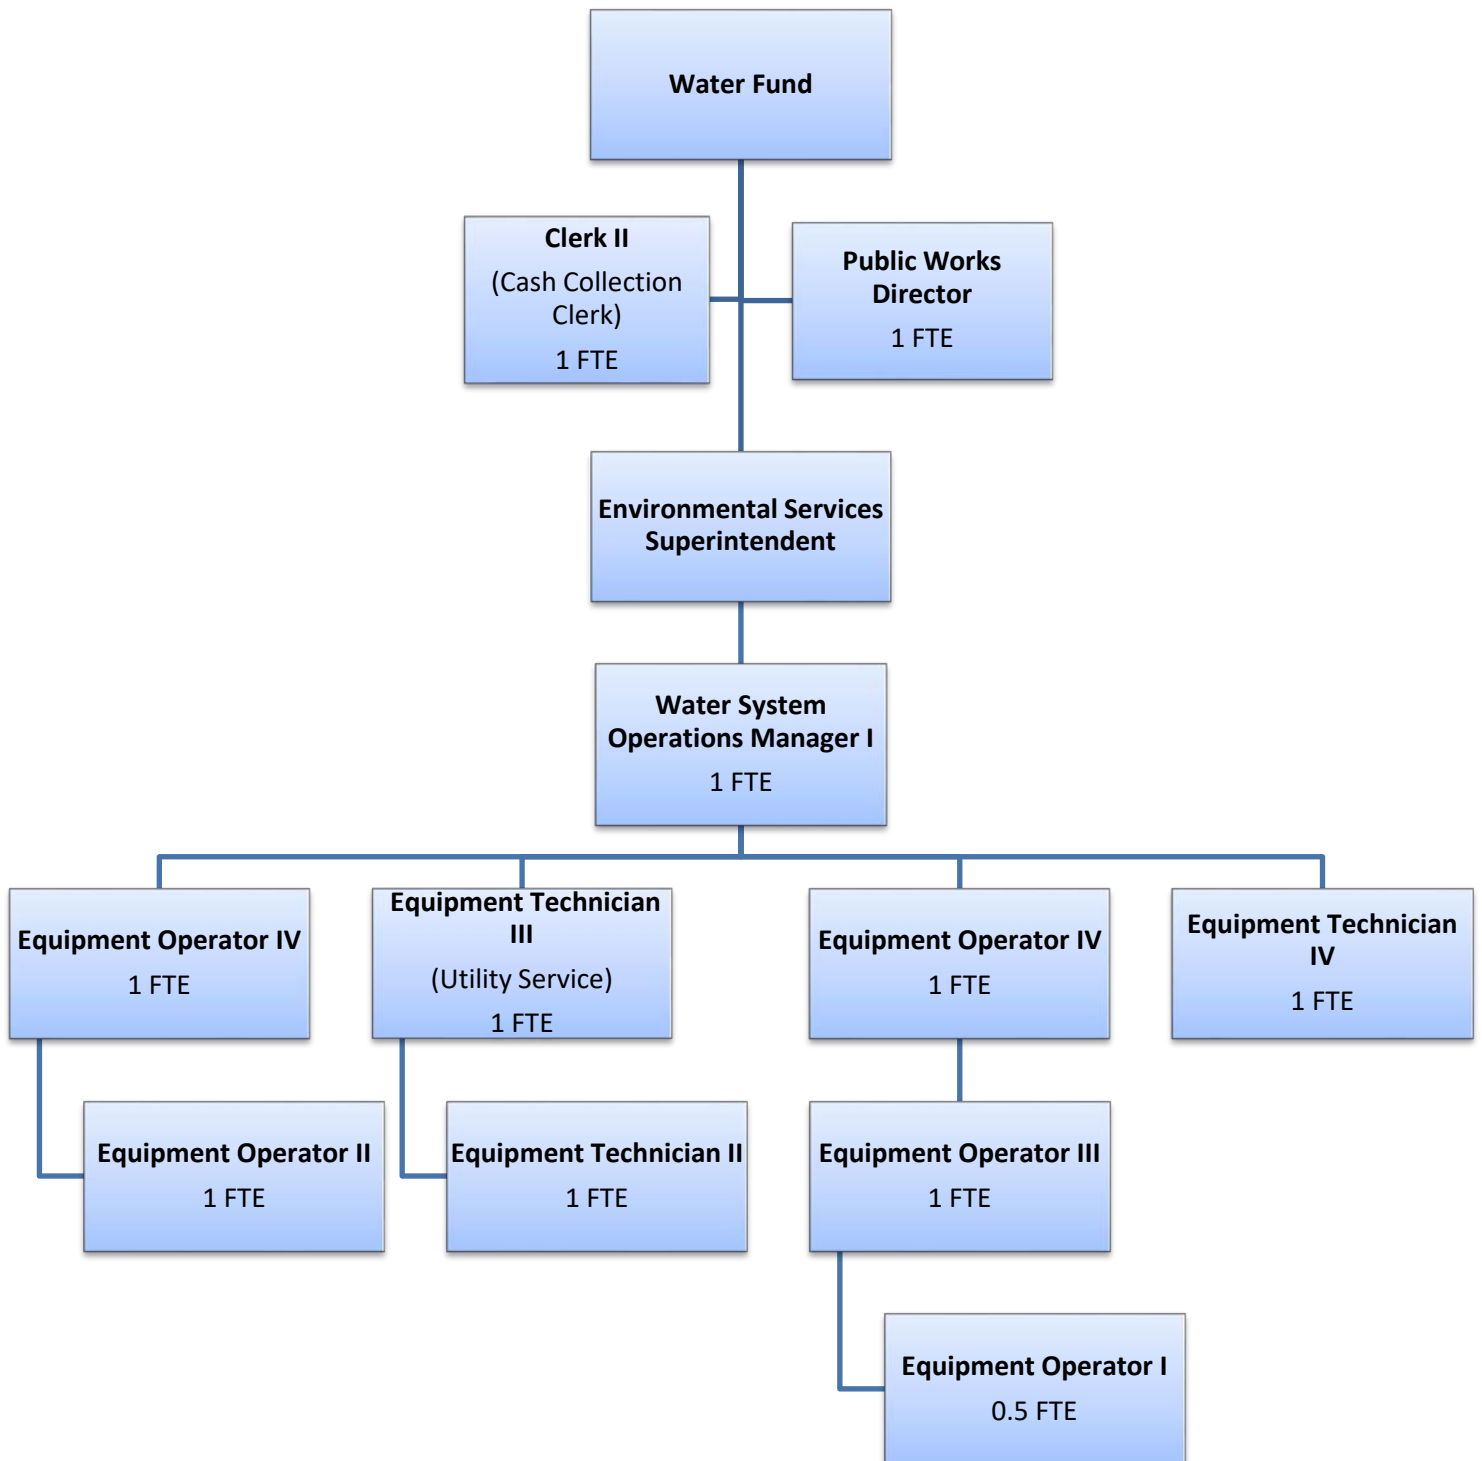 Water Fund
Clerk II
(Cash Collection
Clerk)
1 FTE
Public Works
Director
1 FTE
Environmental Services
Superintendent
Water System
Operations Manager I
1 FTE
Equipment Operator IV
1 FTE
Equipment Technician
III
(Utility Service)
1 FTE
Equipment Operator IV
1 FTE
Equipment Technician
IV
1 FTE
Equipment Operator II
1 FTE
Equipment Technician II
1 FTE
Equipment Operator III
1 FTE
Equipment Operator I
0.5 FTE